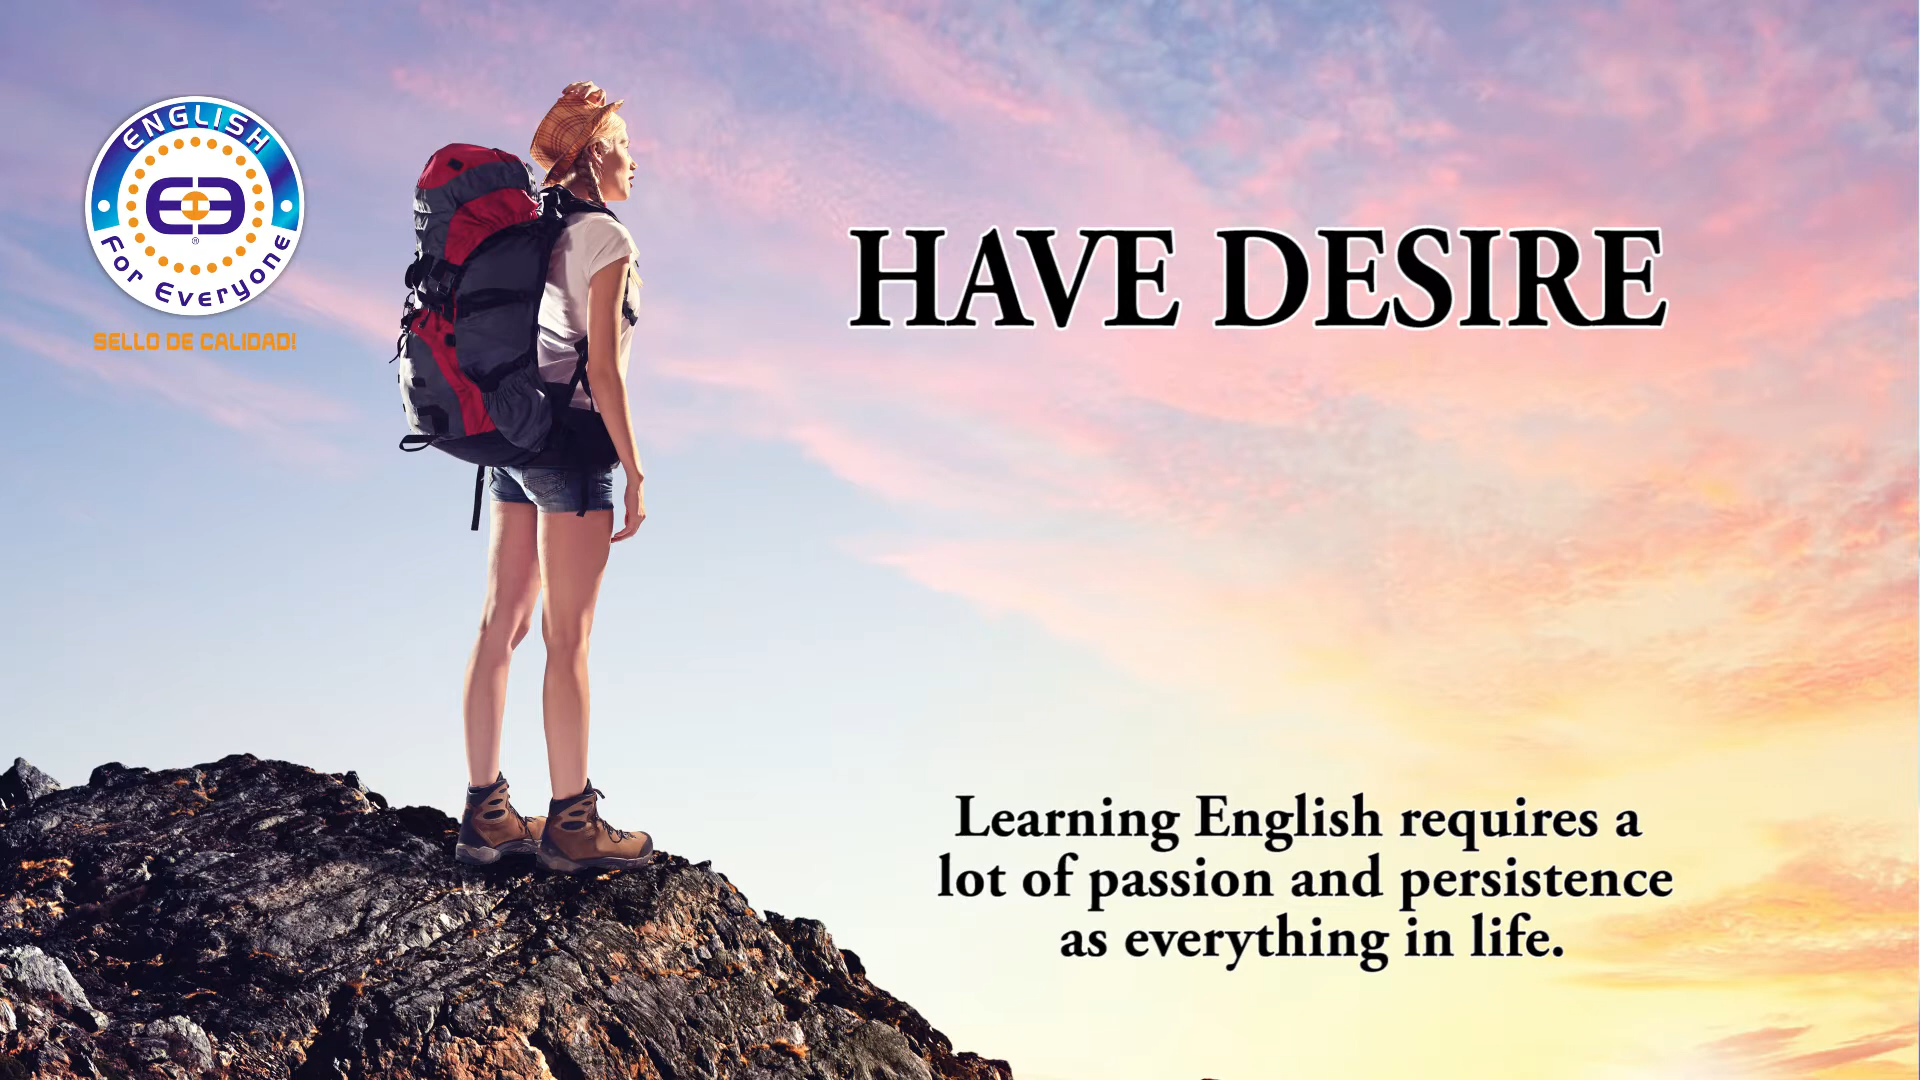 ENGLISH
EIE
®
For Everyone
SELLO DE CALIDAD!
HAVE DESIRE
Learning English requires a
lot of passion and persistence
as everything in life.